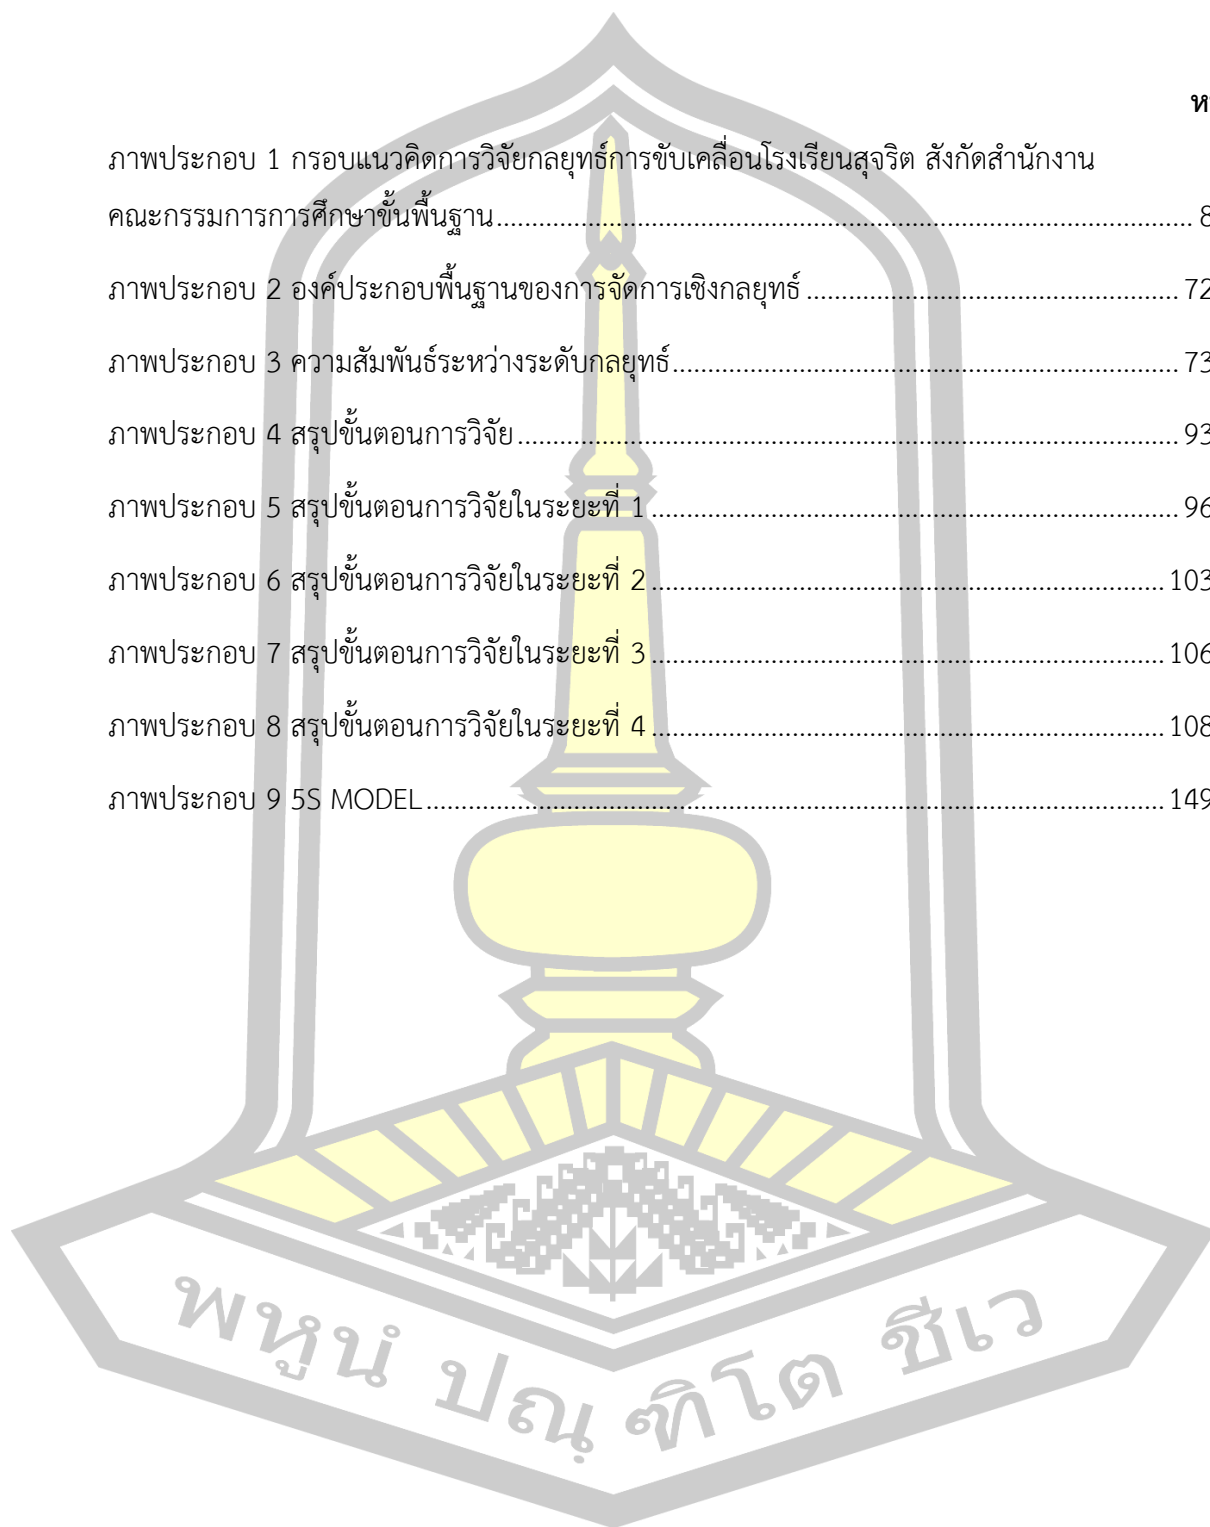 ห
ภาพประกอบ 1 กรอบแนวคิดการวิจัยกลยุทธ์การขับเคลื่อนโรงเรียนสุจริต สังกัดสำนักงาน
คณะกรรมการการศึกษาขั้นพื้นฐาน 8
ภาพประกอบ 2 องค์ประกอบพื้นฐานของการจัดการเชิงกลยุทธ์ 72
ภาพประกอบ 3 ความสัมพันธ์ระหว่างระดับกลยุทธ์ 73
ภาพประกอบ 4 สรุปขั้นตอนการวิจัย 93
ภาพประกอบ 5 สรุปขั้นตอนการวิจัยในระยะที่ 1 96
ภาพประกอบ 6 สรุปขั้นตอนการวิจัยในระยะที่ 2 103
ภาพประกอบ 7 สรุปขั้นตอนการวิจัยในระยะที่ 3 106
ภาพประกอบ 8 สรุปขั้นตอนการวิจัยในระยะที่ 4 108
ภาพประกอบ 9 5S MODEL 149
พหูนํ ปณฺฑิโต ชีเว